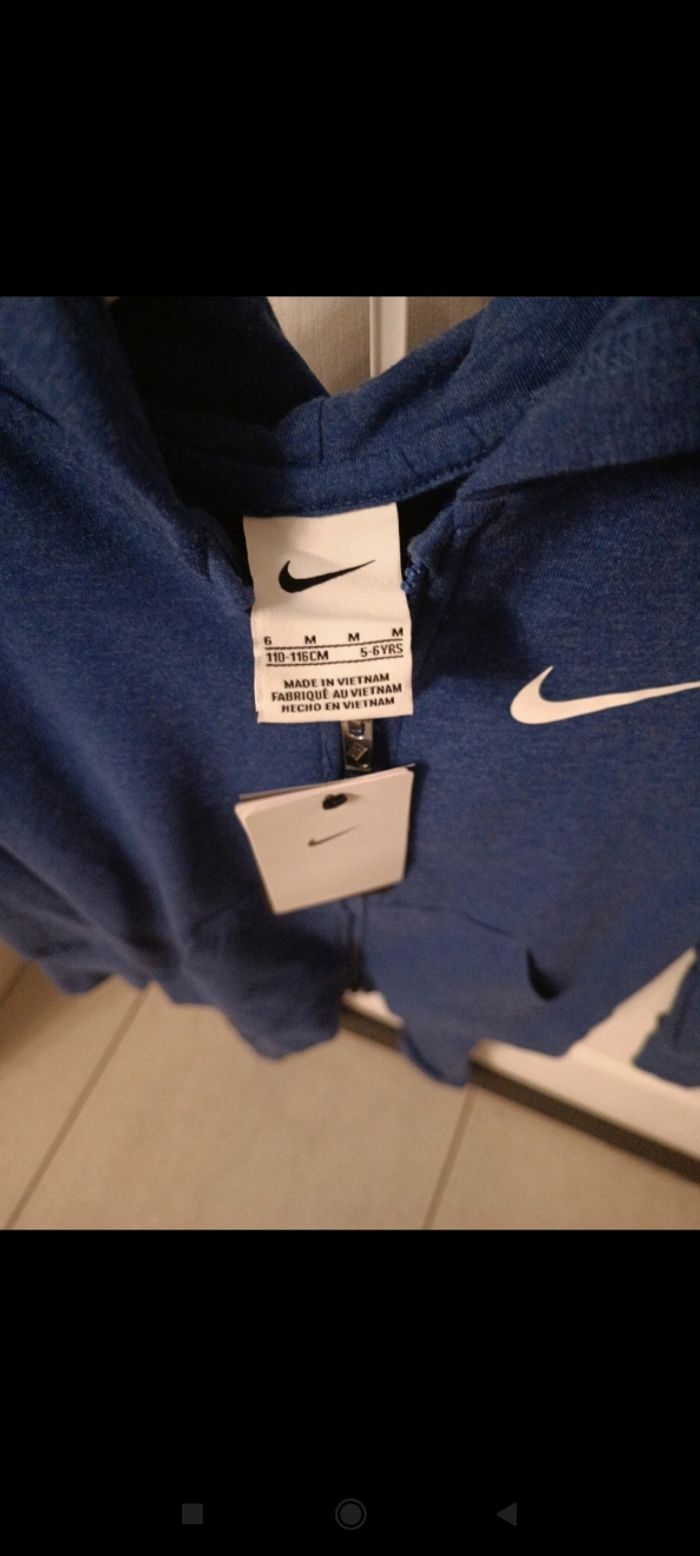 6 M M M
110-116CM 5-6YRS
MADE IN VIETNAM
FABRIQUÉ AU VIETNAM
HECHO EN VIETNAM